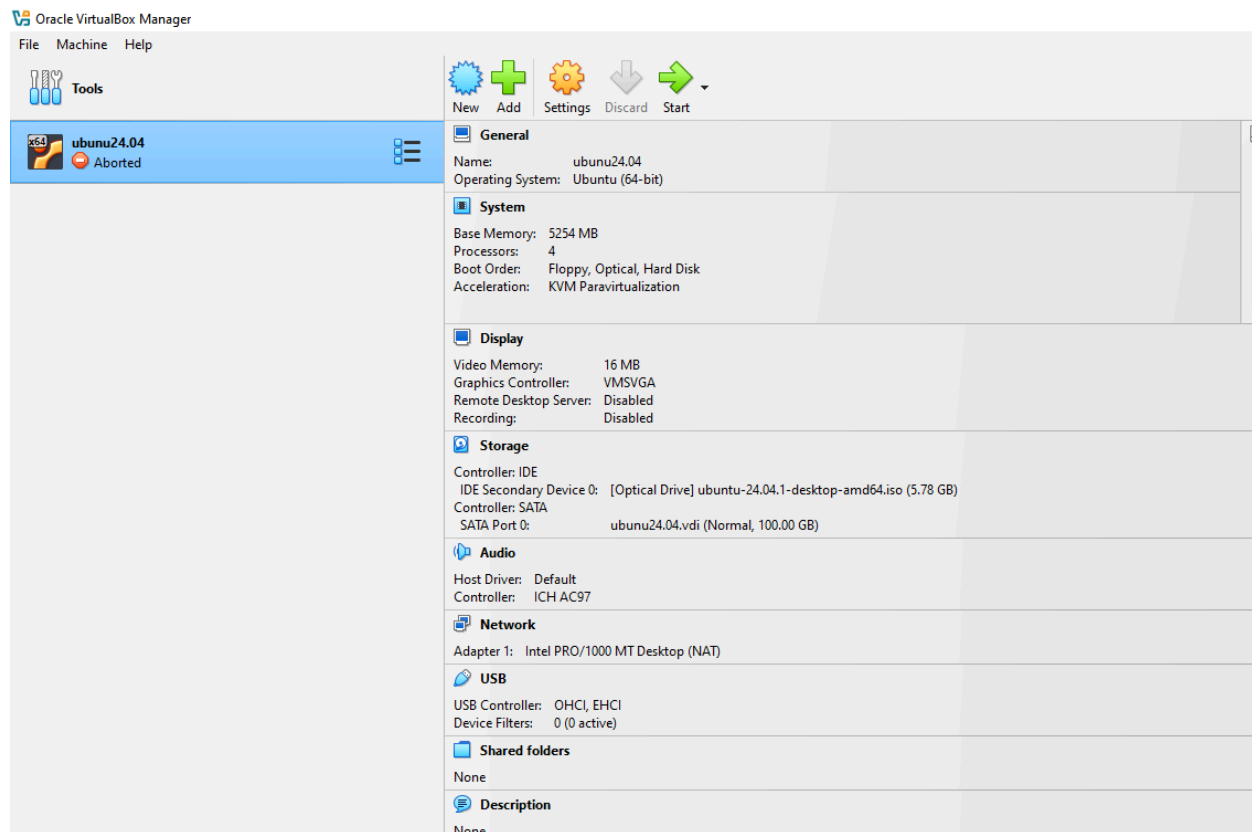 Oracle VirtualBox Manager
File Machine Help
Tools
New Add Settings Discard Start
x64
ubunu24.04
Aborted
General
Name: ubunu24.04
Operating System: Ubuntu (64-bit)
System
Base Memory: 5254 MB
Processors: 4
Boot Order: Floppy, Optical, Hard Disk
Acceleration: KVM Paravirtualization
Display
Video Memory: 16 MB
Graphics Controller: VMSVGA
Remote Desktop Server: Disabled
Recording: Disabled
Storage
Controller: IDE
IDE Secondary Device 0: [Optical Drive] ubuntu-24.04.1-desktop-amd64.iso (5.78 GB)
Controller: SATA
SATA Port 0: ubunu24.04.vdi (Normal, 100.00 GB)
Audio
Host Driver: Default
Controller: ICH AC97
Network
Adapter 1: Intel PRO/1000 MT Desktop (NAT)
USB
USB Controller: OHCI, EHCI
Device Filters: 0 (0 active)
Shared folders
None
Description
None